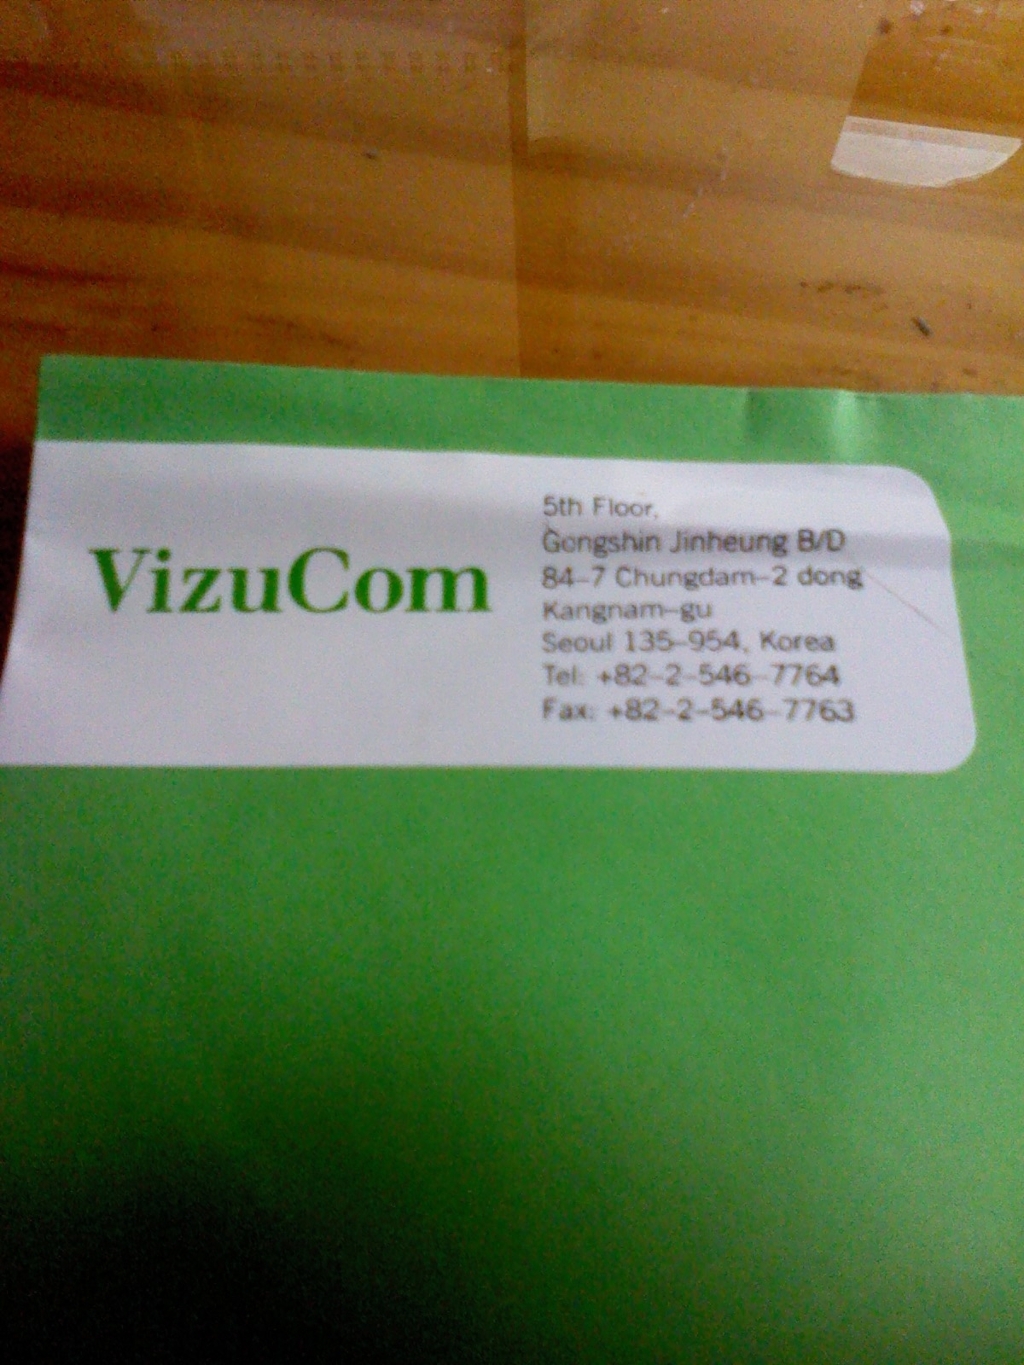 VizuCom
5th Floor,
Gongshin Jinheung B/D
84-7 Chungdam-2 dong
Kangnam-gu
Seoul 135-954, Korea
Tel: +82-2-546-7764
Fax: +82-2-546-7763